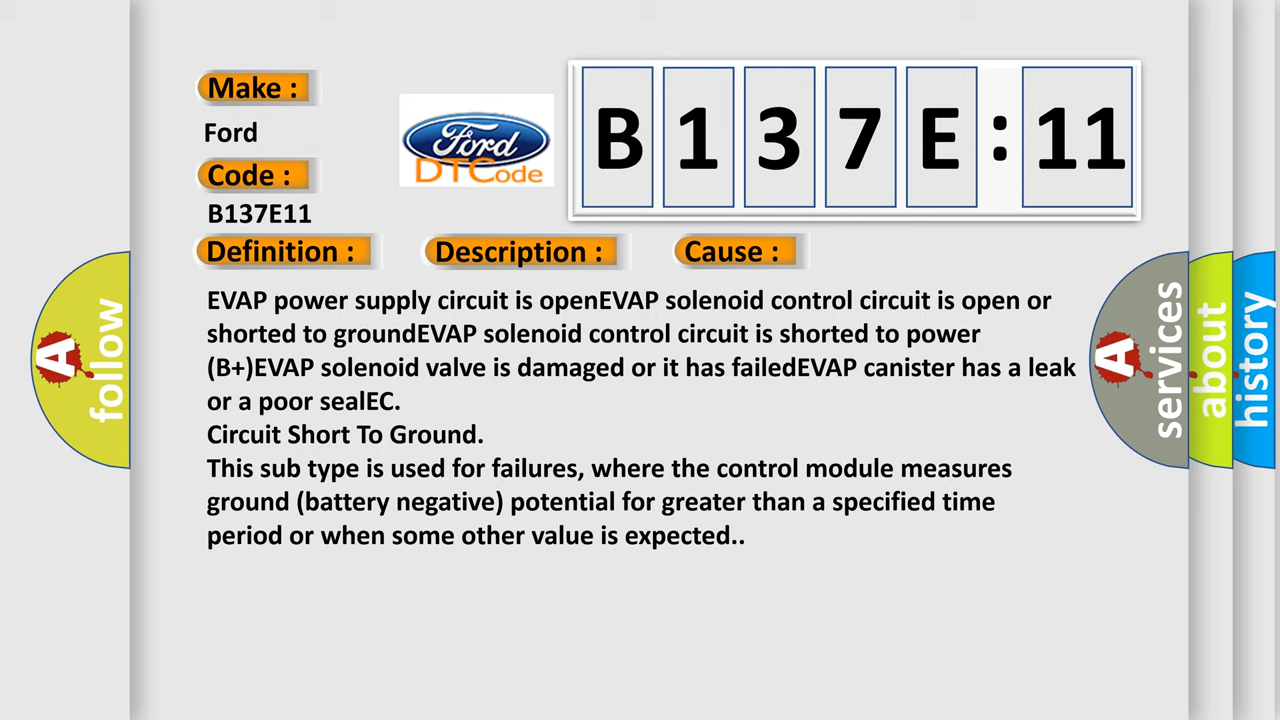 Make :
Ford
Code :
B137E11
Ford
DTCode
B137E:11
Definition :
Description :
Cause :
EVAP power supply circuit is openEVAP solenoid control circuit is open or
shorted to groundEVAP solenoid control circuit is shorted to power
(B+)EVAP solenoid valve is damaged or it has failedEVAP canister has a leak
or a poor sealEC.
Circuit Short To Ground.
This sub type is used for failures, where the control module measures
ground (battery negative) potential for greater than a specified time
period or when some other value is expected..
A
follow
A
services
about
history